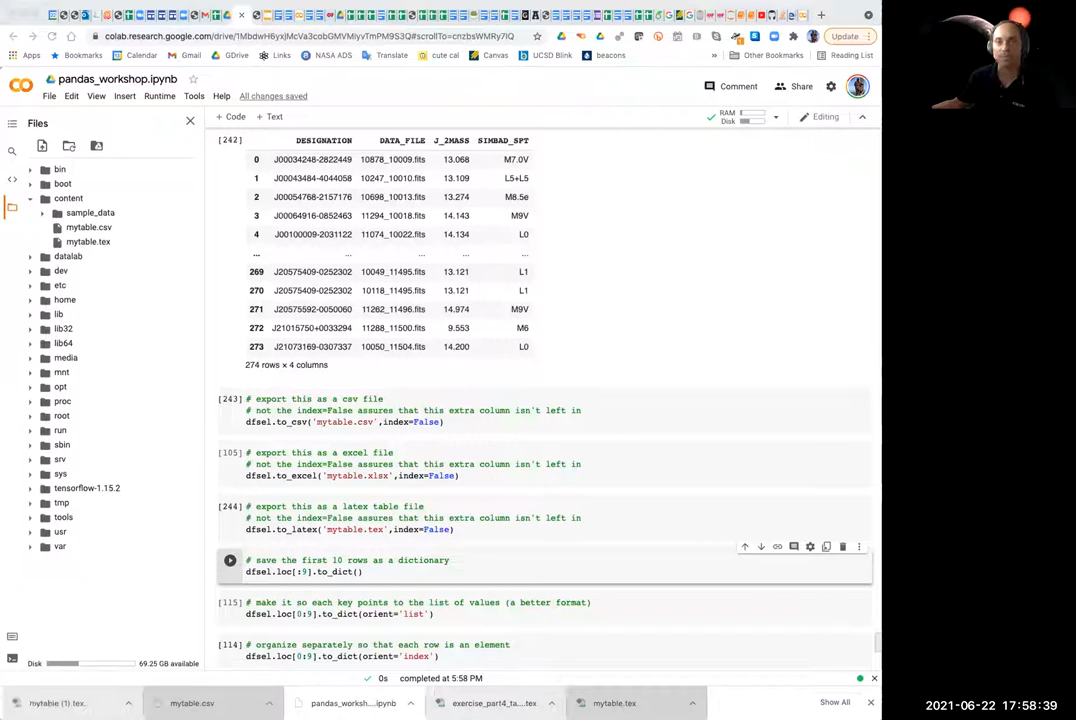 colab.research.google.com/drive/1MbdwH6yxjMcVa3cobGMVMiyvTmPM9S3Q#scrollTo=cnzbsWMRy7lQ
Update
Apps
Bookmarks
Calendar
Gmail
GDrive
Links
NASA ADS
Translate
cute cal
Canvas
UCSD Blink
beacons
»
Other Bookmarks
Reading List
pandas_workshop.ipynb
Comment
Share
File Edit View Insert Runtime Tools Help All changes saved
Files
+ Code + Text
RAM
Disk
Editing
bin
boot
content
sample_data
mytable.csv
mytable.tex
datalab
dev
etc
home
lib
lib32
lib64
media
mnt
opt
proc
root
run
sbin
srv
sys
tensorflow-1.15.2
tmp
tools
usr
var
Disk 69.25 GB available
[242] DESIGNATION DATA_FILE J_2MASS SIMBAD_SPT
0 J00034248-2822449 10878_10009.fits 13.068 M7.0V
1 J00043484-4044058 10247_10010.fits 13.109 L5+L5
2 J00054768-2157176 10698_10013.fits 13.274 M8.5e
3 J00064916-0852463 11294_10018.fits 14.143 M9V
4 J00100009-2031122 11074_10022.fits 14.134 L0
... ... ... ... ...
269 J20575409-0252302 10049_11495.fits 13.121 L1
270 J20575409-0252302 10118_11495.fits 13.121 L1
271 J20575592-0050060 11262_11496.fits 14.974 M9V
272 J21015750+0033294 11288_11500.fits 9.553 M6
273 J21073169-0307337 10050_11504.fits 14.200 L0
274 rows × 4 columns
[243] # export this as a csv file
# not the index=False assures that this extra column isn't left in
dfsel.to_csv('mytable.csv',index=False)
[105] # export this as a excel file
# not the index=False assures that this extra column isn't left in
dfsel.to_excel('mytable.xlsx',index=False)
[244] # export this as a latex table file
# not the index=False assures that this extra column isn't left in
dfsel.to_latex('mytable.tex',index=False)
# save the first 10 rows as a dictionary
dfsel.loc[:9].to_dict()
[115] # make it so each key points to the list of values (a better format)
dfsel.loc[0:9].to_dict(orient='list')
[114] # organize separately so that each row is an element
dfsel.loc[0:9].to_dict(orient='index')
0s completed at 5:58 PM
mytable (1).tex
mytable.csv
pandas_worksh....ipynb
exercise_part4_ta....tex
mytable.tex
Show All
2021-06-22 17:58:39